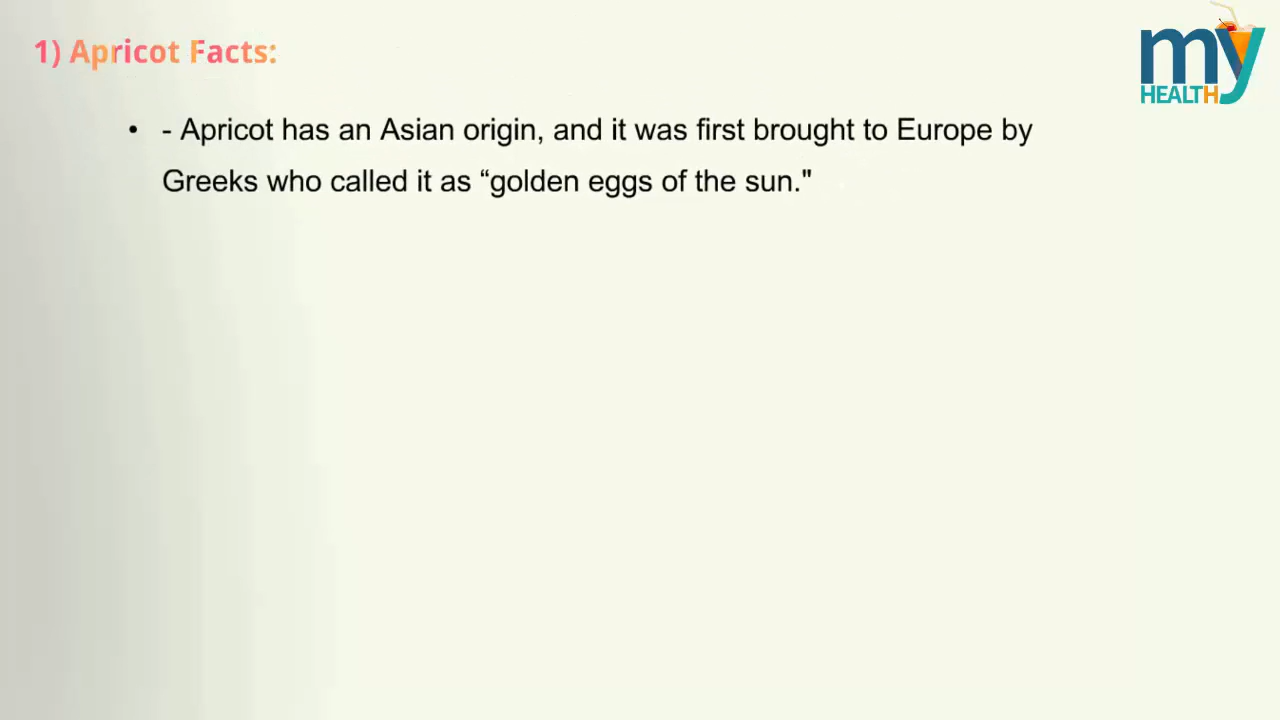 1) Apricot Facts:
my
HEALTH
• - Apricot has an Asian origin, and it was first brought to Europe by
Greeks who called it as “golden eggs of the sun."